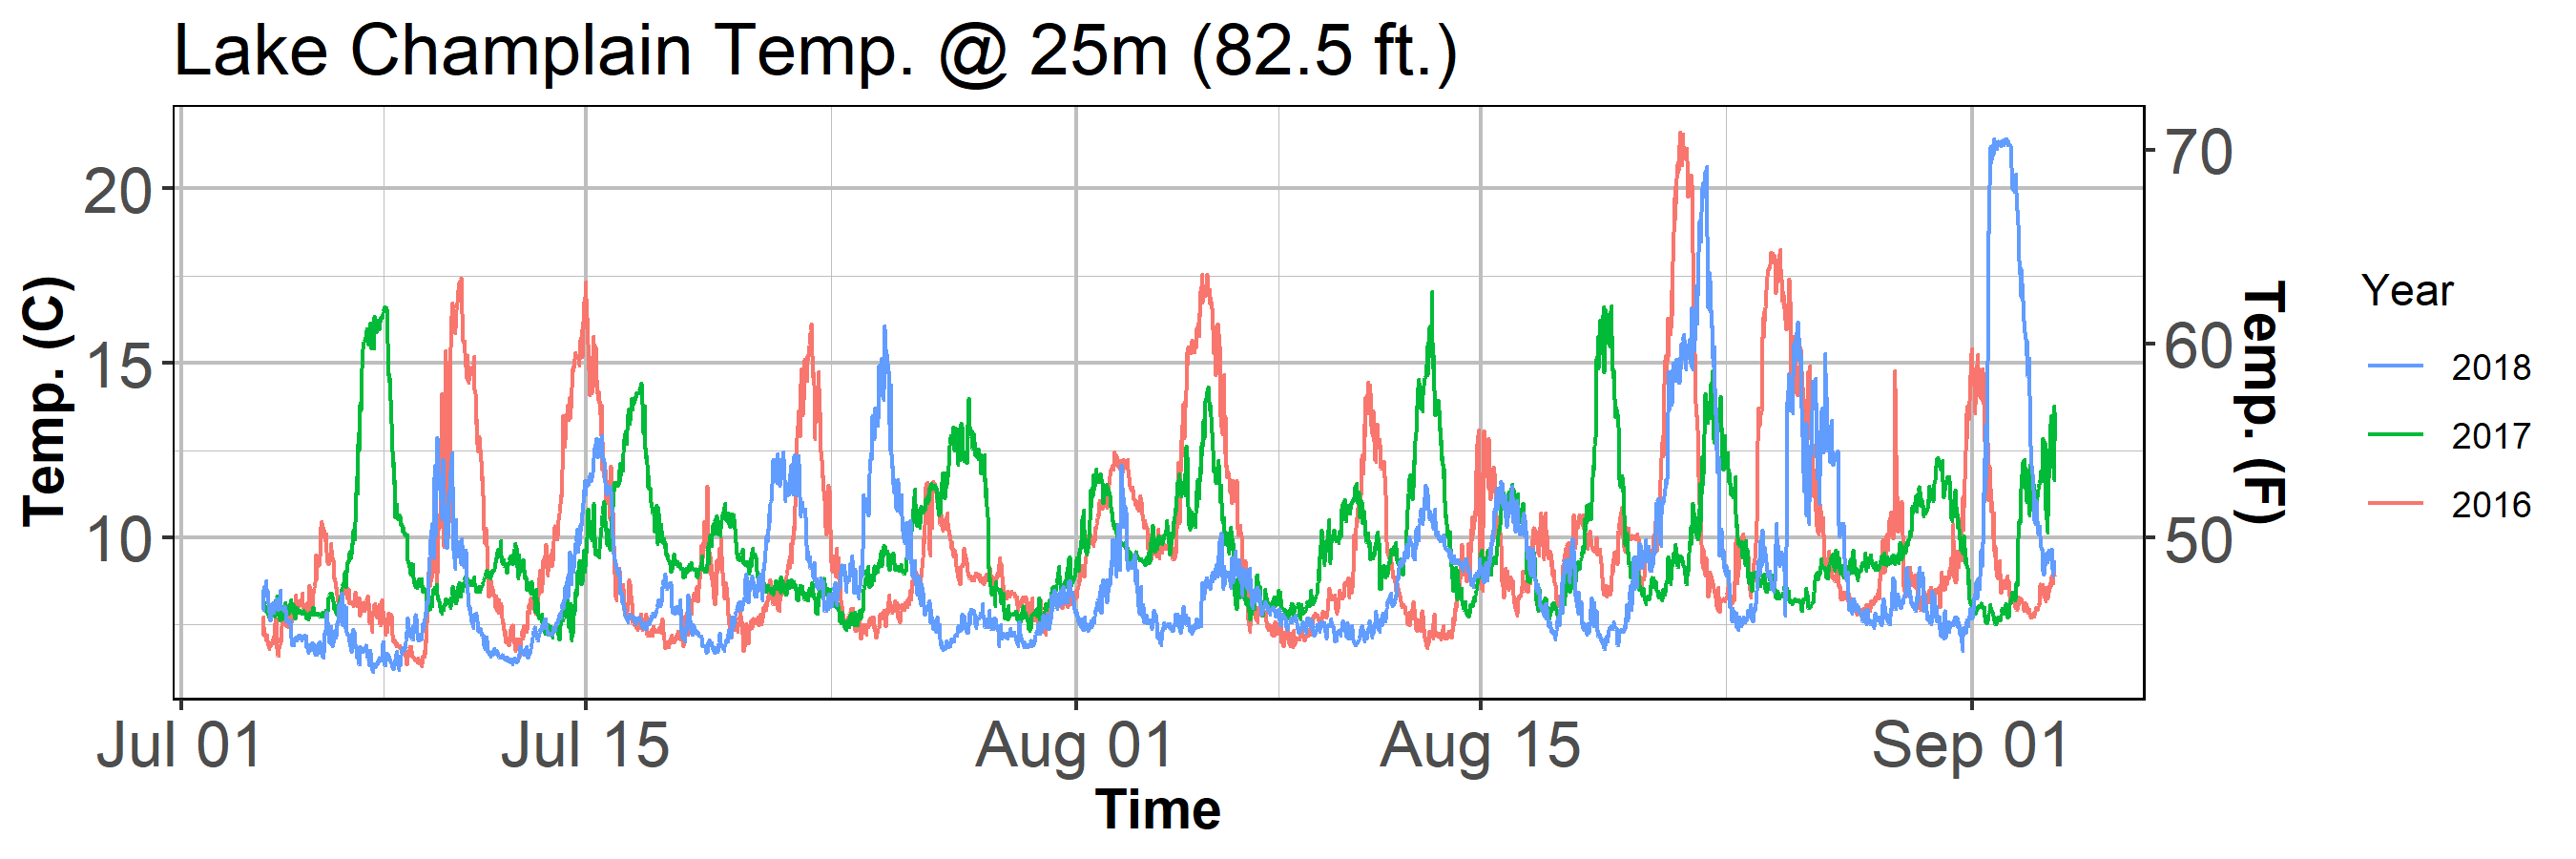 Lake Champlain Temp. @ 25m (82.5 ft.)
Temp. (C)
20
15
10
70
60
50
Temp. (F)
Jul 01
Jul 15
Aug 01
Aug 15
Sep 01
Time
Year
2018
2017
2016